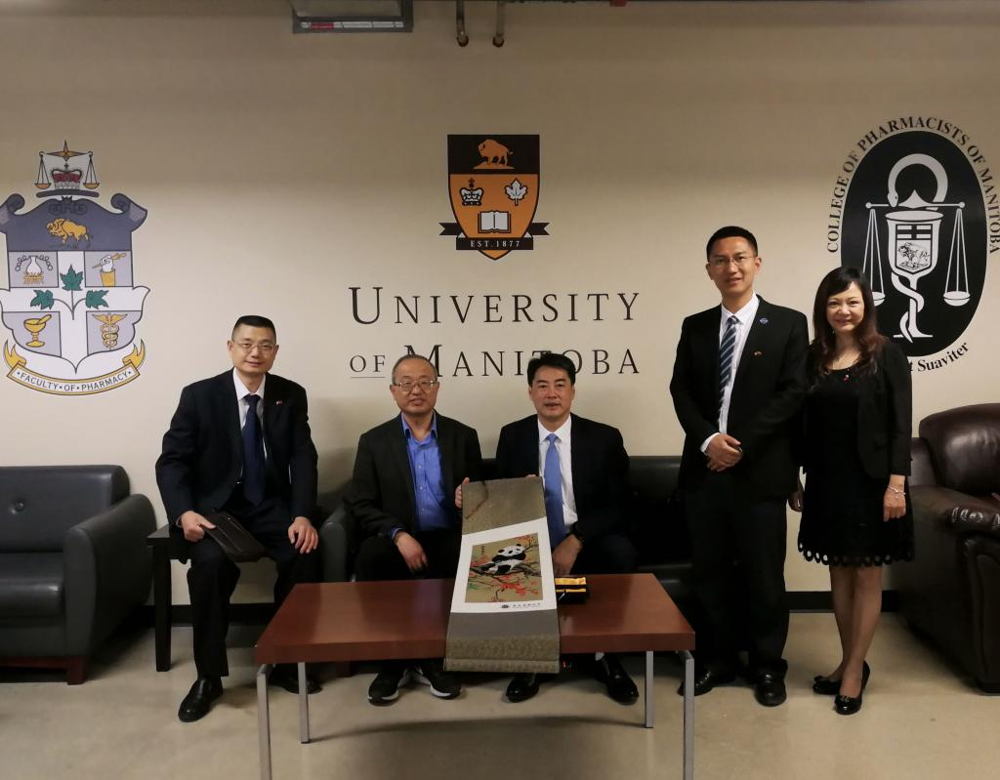 •FACULTY OF PHARMACY•
EST. 1877
UNIVERSITY
OF MANITOBA
COLLEGE OF PHARMACISTS OF MANITOBA
Suaviter